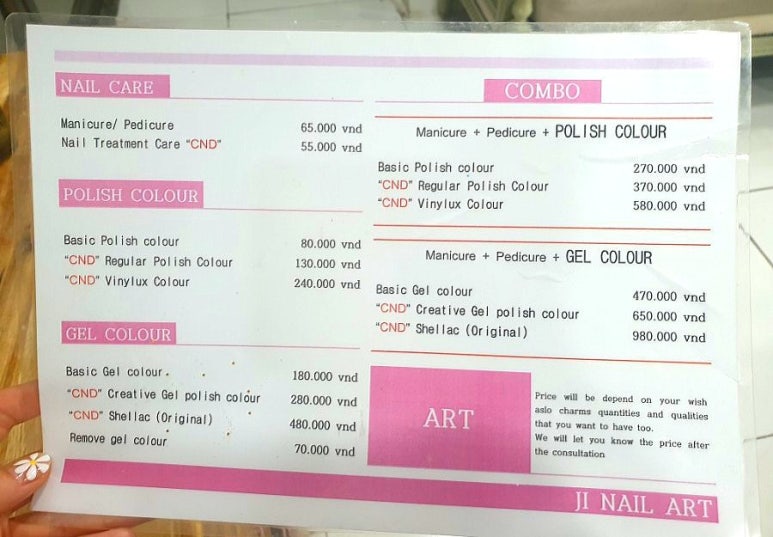 NAIL CARE
Manicure/ Pedicure 65.000 vnd
Nail Treatment Care “CND” 55.000 vnd
POLISH COLOUR
Basic Polish colour 80.000 vnd
“CND” Regular Polish Colour 130.000 vnd
“CND” Vinylux Colour 240.000 vnd
GEL COLOUR
Basic Gel colour 180.000 vnd
“CND” Creative Gel polish colour 280.000 vnd
“CND” Shellac (Original) 480.000 vnd
Remove gel colour 70.000 vnd
COMBO
Manicure + Pedicure + POLISH COLOUR
Basic Polish colour 270.000 vnd
“CND” Regular Polish Colour 370.000 vnd
“CND” Vinylux Colour 580.000 vnd
Manicure + Pedicure + GEL COLOUR
Basic Gel colour 470.000 vnd
“CND” Creative Gel polish colour 650.000 vnd
“CND” Shellac (Original) 980.000 vnd
ART
Price will be depend on your wish
aslo charms quantities and qualities
that you want to have too.
We will let you know the price after
the consultation
JI NAIL ART